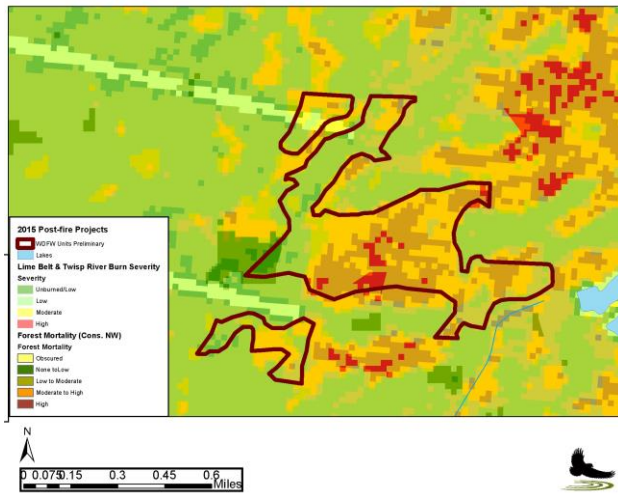 2015 Post-fire Projects
WDFW Units Preliminary
Lakes
Lime Belt & Twisp River Burn Severity
Severity
Unburned/Low
Low
Moderate
High
Forest Mortality (Cons. NW)
Forest Mortality
Obscured
None to Low
Low to Moderate
Moderate to High
High
N
0 0.075 0.15 0.3 0.45 0.6
Miles